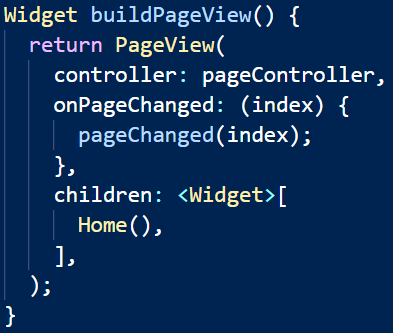 Widget buildPageView() {
  return PageView(
    controller: pageController,
    onPageChanged: (index) {
      pageChanged(index);
    },
    children: <Widget>[
      Home(),
    ],
  );
}